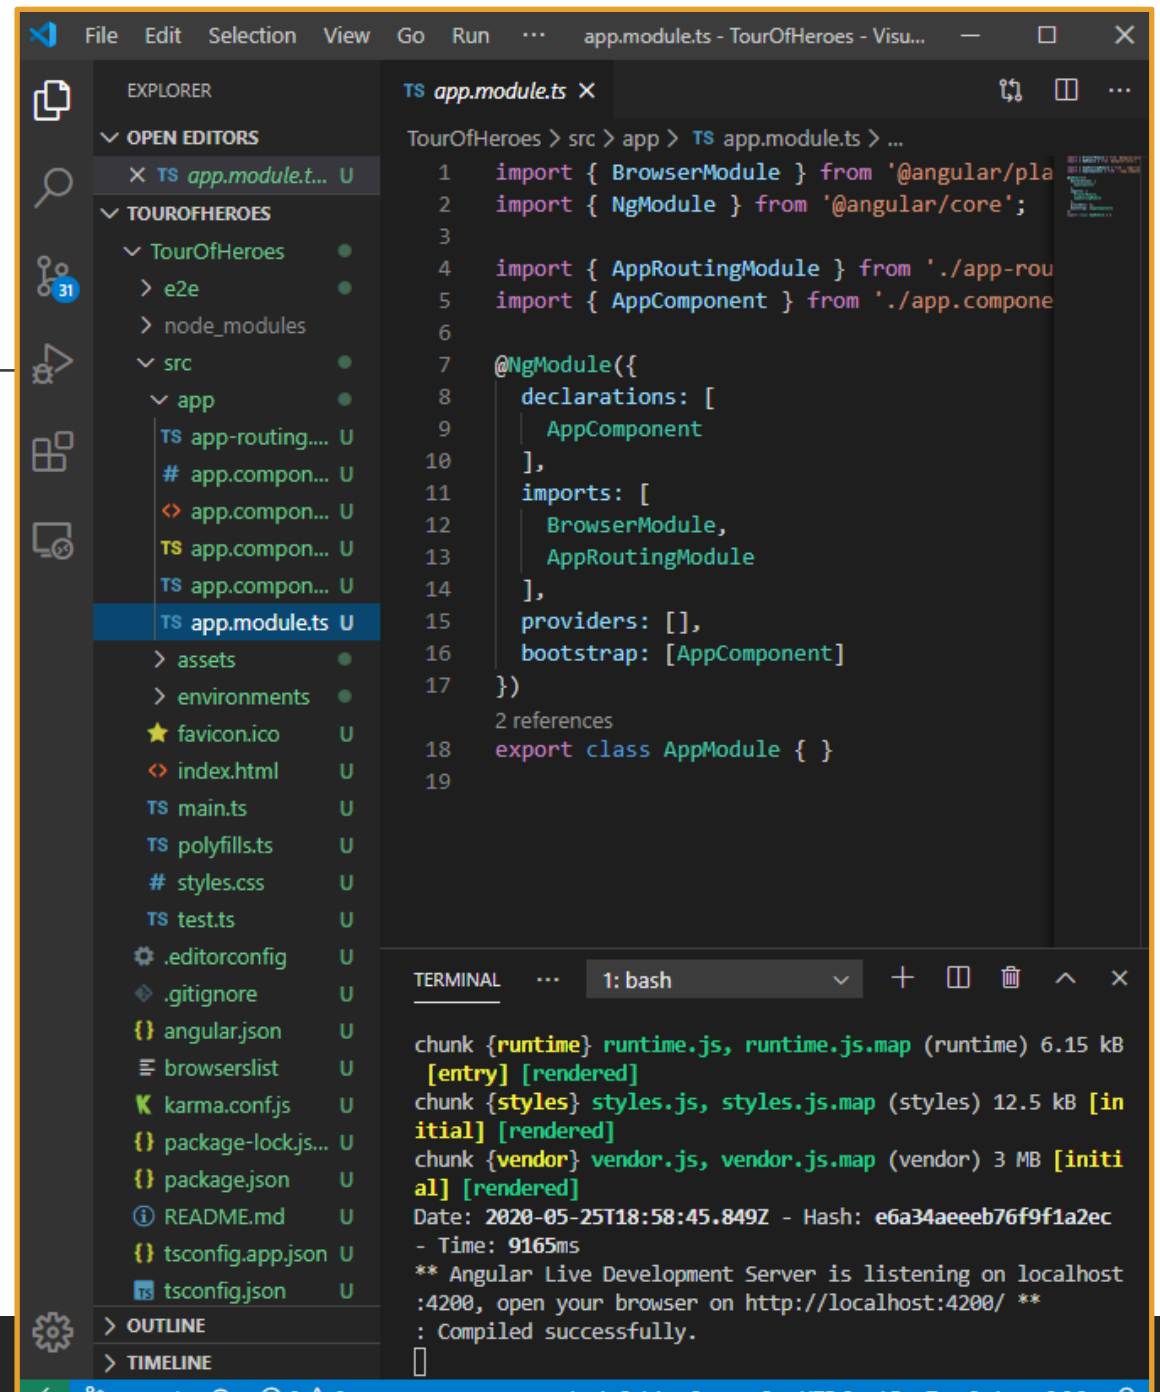 File Edit Selection View Go Run ··· app.module.ts - TourOfHeroes - Visu...
EXPLORER
OPEN EDITORS
TS app.module.t... U
TOUROFHEROES
TourOfHeroes
e2e
node_modules
src
app
TS app-routing.... U
# app.compon... U
<> app.compon... U
TS app.compon... U
TS app.compon... U
TS app.module.ts U
assets
environments
favicon.ico U
<> index.html U
TS main.ts U
TS polyfills.ts U
# styles.css U
TS test.ts U
.editorconfig U
.gitignore U
{} angular.json U
browserslist U
karma.conf.js U
{} package-lock.js... U
{} package.json U
README.md U
{} tsconfig.app.json U
TS tsconfig.json U
OUTLINE
TIMELINE
31
TS app.module.ts
TourOfHeroes > src > app > TS app.module.ts > ...
1 import { BrowserModule } from '@angular/pla
2 import { NgModule } from '@angular/core';
3
4 import { AppRoutingModule } from './app-rou
5 import { AppComponent } from './app.compone
6
7 @NgModule({
8 declarations: [
9 AppComponent
10 ],
11 imports: [
12 BrowserModule,
13 AppRoutingModule
14 ],
15 providers: [],
16 bootstrap: [AppComponent]
17 })
2 references
18 export class AppModule { }
19
TERMINAL ··· 1: bash
chunk {runtime} runtime.js, runtime.js.map (runtime) 6.15 kB
[entry] [rendered]
chunk {styles} styles.js, styles.js.map (styles) 12.5 kB [in
itial] [rendered]
chunk {vendor} vendor.js, vendor.js.map (vendor) 3 MB [initi
al] [rendered]
Date: 2020-05-25T18:58:45.849Z - Hash: e6a34aeeeb76f9f1a2ec
- Time: 9165ms
** Angular Live Development Server is listening on localhost
:4200, open your browser on http://localhost:4200/ **
: Compiled successfully.